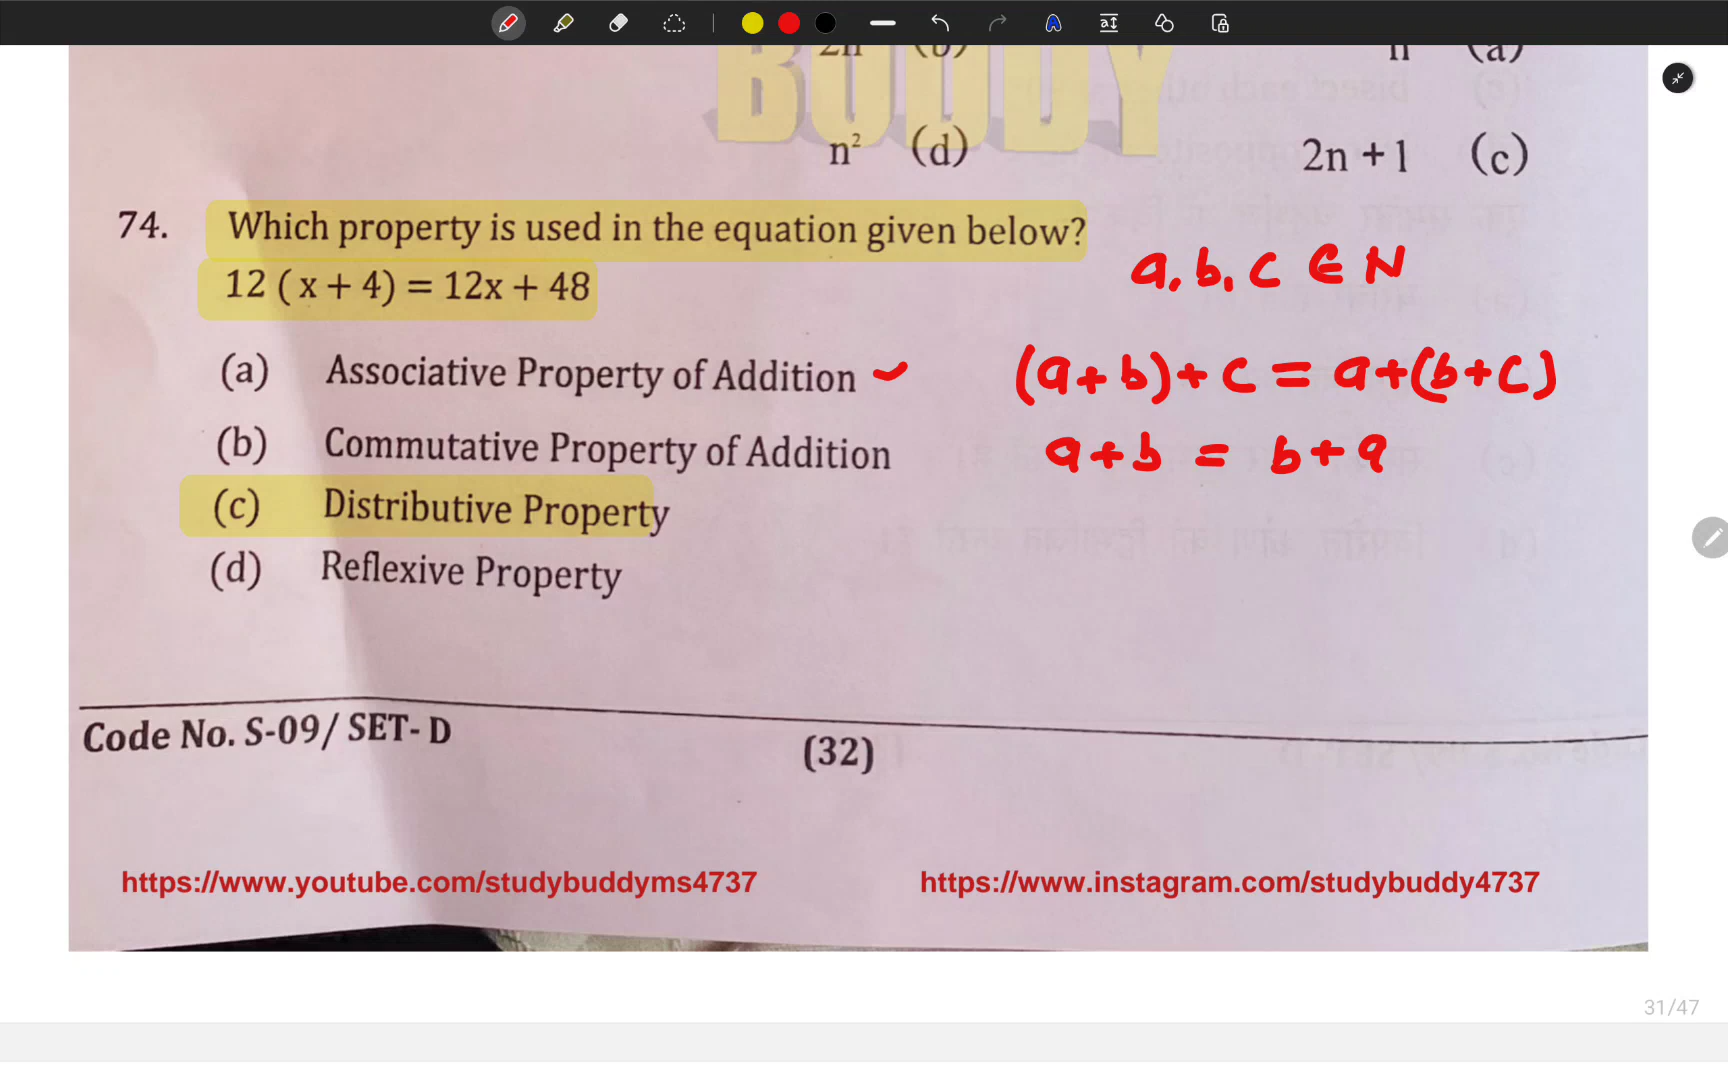 BUDDY
2n (b) n (a)
n² (d) 2n + 1 (c)
74. Which property is used in the equation given below?
12 ( x + 4) = 12x + 48
a, b, c ∈ N
(a) Associative Property of Addition (a+b)+c = a+(b+c)
(b) Commutative Property of Addition a+b = b+a
(c) Distributive Property
(d) Reflexive Property
Code No. S-09/ SET- D (32)
https://www.youtube.com/studybuddyms4737 https://www.instagram.com/studybuddy4737
31/47